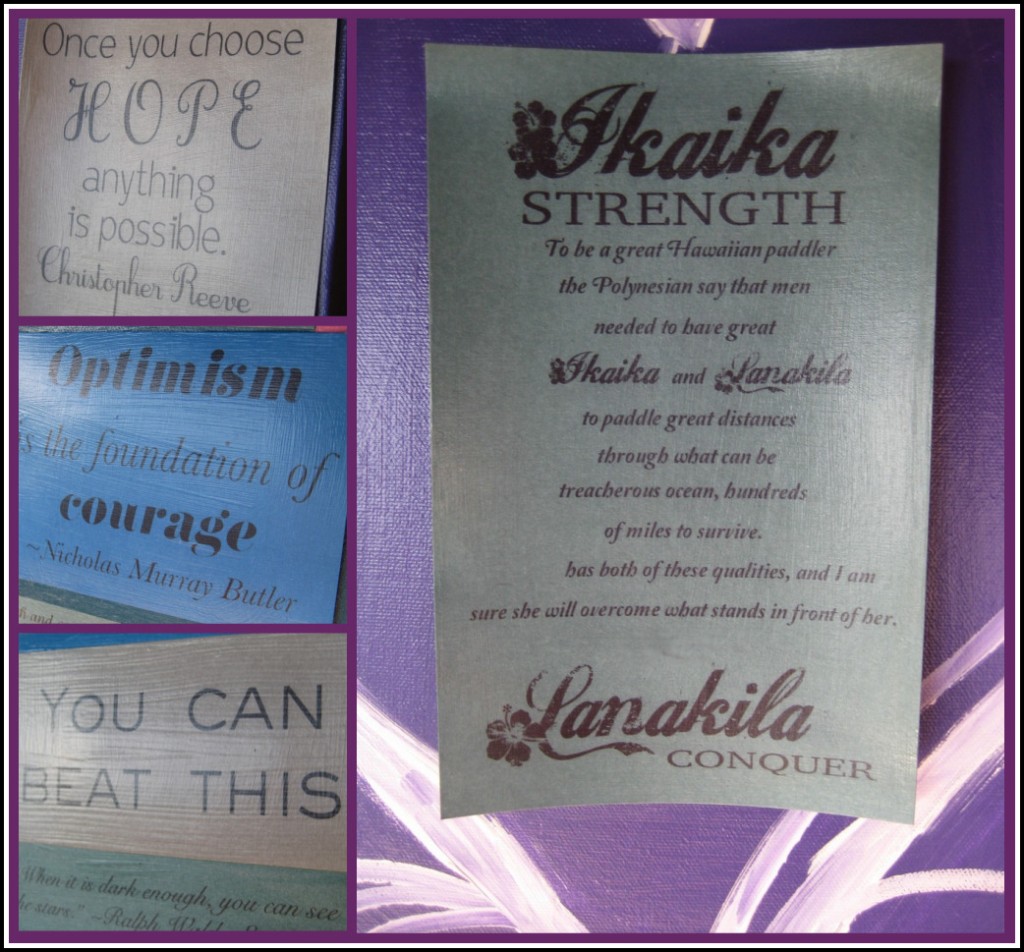 Once you choose
HOPE
anything
is possible.
Christopher Reeve
Optimism
is the foundation of
courage
~Nicholas Murray Butler
and
YOU CAN
BEAT THIS
When it is dark enough, you can see
the stars." ~Ralph
Ikaika
STRENGTH
To be a great Hawaiian paddler
the Polynesian say that men
needed to have great
Ikaika and Lanakila
to paddle great distances
through what can be
treacherous ocean, hundreds
of miles to survive.
has both of these qualities, and I am
sure she will overcome what stands in front of her.
Lanakila
CONQUER